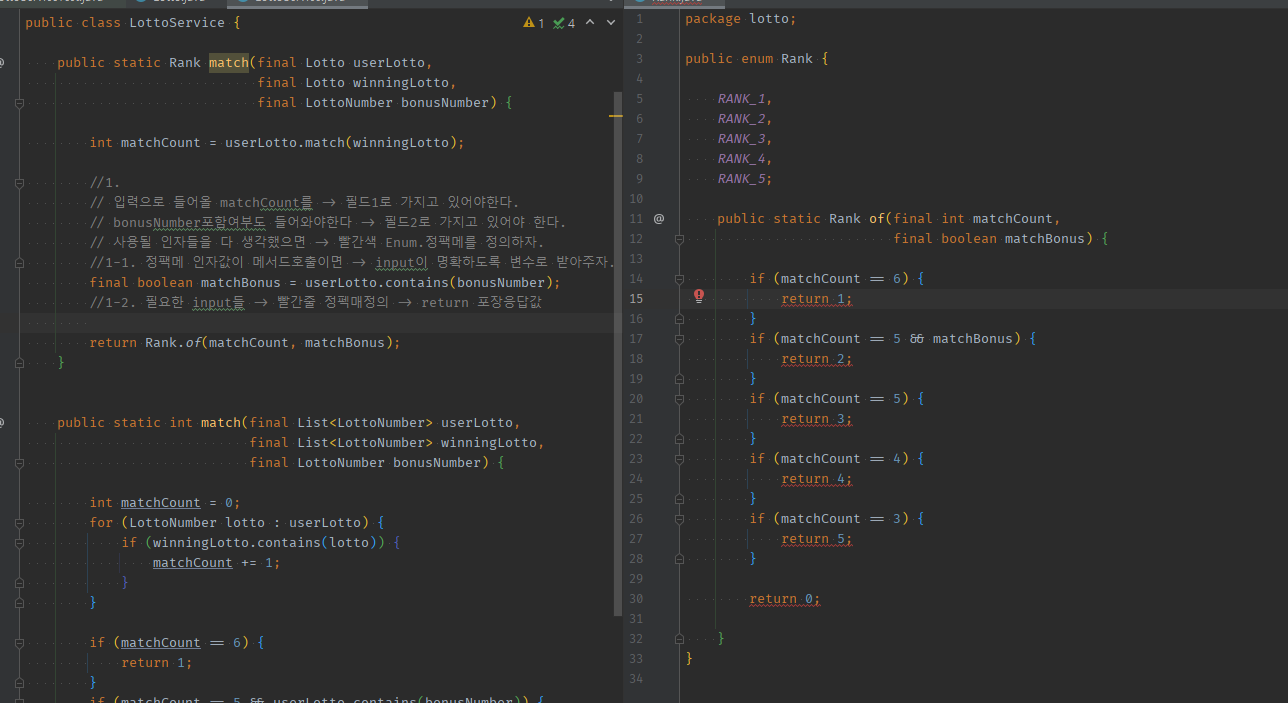 public class LottoService {
1 4
public static Rank match(final Lotto userLotto,
final Lotto winningLotto,
final LottoNumber bonusNumber) {
int matchCount = userLotto.match(winningLotto);
//1.
// 입력으로 들어올 matchCount를 -> 필드1로 가지고 있어야한다.
// bonusNumber포함여부도 들어와야한다 -> 필드2로 가지고 있어야 한다.
// 사용될 인자들을 다 생각했으면 -> 빨간색 Enum.정팩메를 정의하자.
//1-1. 정팩메 인자값이 메서드호출이면 -> input이 명확하도록 변수로 받아주자.
final boolean matchBonus = userLotto.contains(bonusNumber);
//1-2. 필요한 input들 -> 빨간줄 정펙매정의 -> return 포장응답값
return Rank.of(matchCount, matchBonus);
}
public static int match(final List<LottoNumber> userLotto,
final List<LottoNumber> winningLotto,
final LottoNumber bonusNumber) {
int matchCount = 0;
for (LottoNumber lotto : userLotto) {
if (winningLotto.contains(lotto)) {
matchCount += 1;
}
}
if (matchCount == 6) {
return 1;
}
if (matchCount == 5 && userLotto.contains(bonusNumber)) {
1 package lotto;
2
3 public enum Rank {
4
5 RANK_1,
6 RANK_2,
7 RANK_3,
8 RANK_4,
9 RANK_5;
10
11 @ public static Rank of(final int matchCount,
12 final boolean matchBonus) {
13
14 if (matchCount == 6) {
15 return 1;
16 }
17 if (matchCount == 5 && matchBonus) {
18 return 2;
19 }
20 if (matchCount == 5) {
21 return 3;
22 }
23 if (matchCount == 4) {
24 return 4;
25 }
26 if (matchCount == 3) {
27 return 5;
28 }
29
30 return 0;
31
32 }
33 }
34